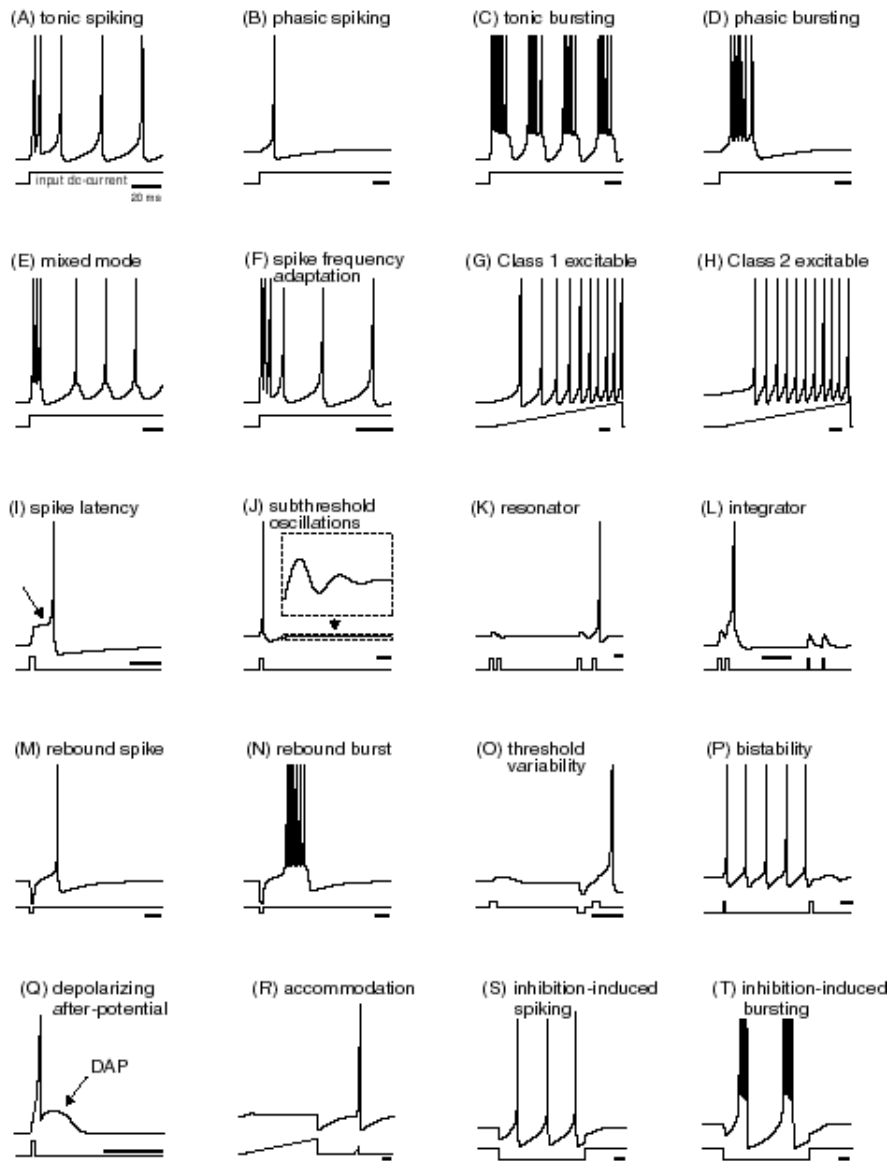 (A) tonic spiking
(B) phasic spiking
(C) tonic bursting
(D) phasic bursting
input dc-current
20 ms
(E) mixed mode
(F) spike frequency
adaptation
(G) Class 1 excitable
(H) Class 2 excitable
(I) spike latency
(J) subthreshold
oscillations
(K) resonator
(L) integrator
(M) rebound spike
(N) rebound burst
(O) threshold
variability
(P) bistability
(Q) depolarizing
after-potential
DAP
(R) accommodation
(S) inhibition-induced
spiking
(T) inhibition-induced
bursting